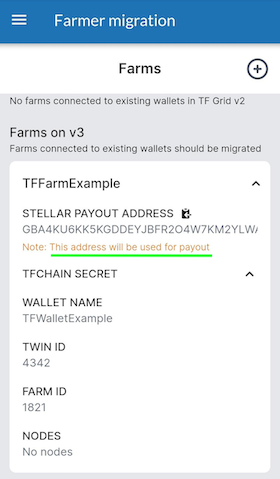 Farmer migration
Farms
No farms connected to existing wallets in TF Grid v2
Farms on v3
Farms connected to existing wallets should be migrated
TFFarmExample
STELLAR PAYOUT ADDRESS
GBA4KU6KK5KGDDEYJBFR2O4W7KM2YLWA
Note: This address will be used for payout
TFCHAIN SECRET
WALLET NAME
TFWalletExample
TWIN ID
4342
FARM ID
1821
NODES
No nodes